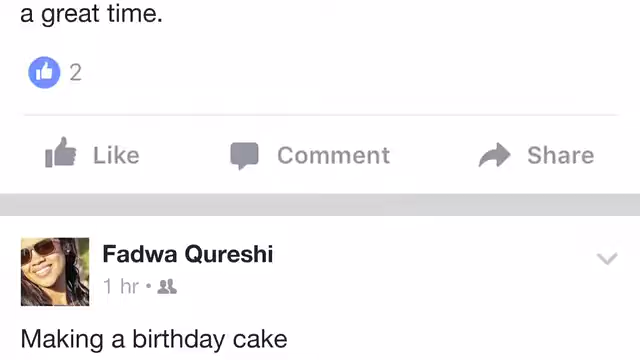 a great time.
2
Like Comment Share
Fadwa Qureshi
1 hr •
Making a birthday cake